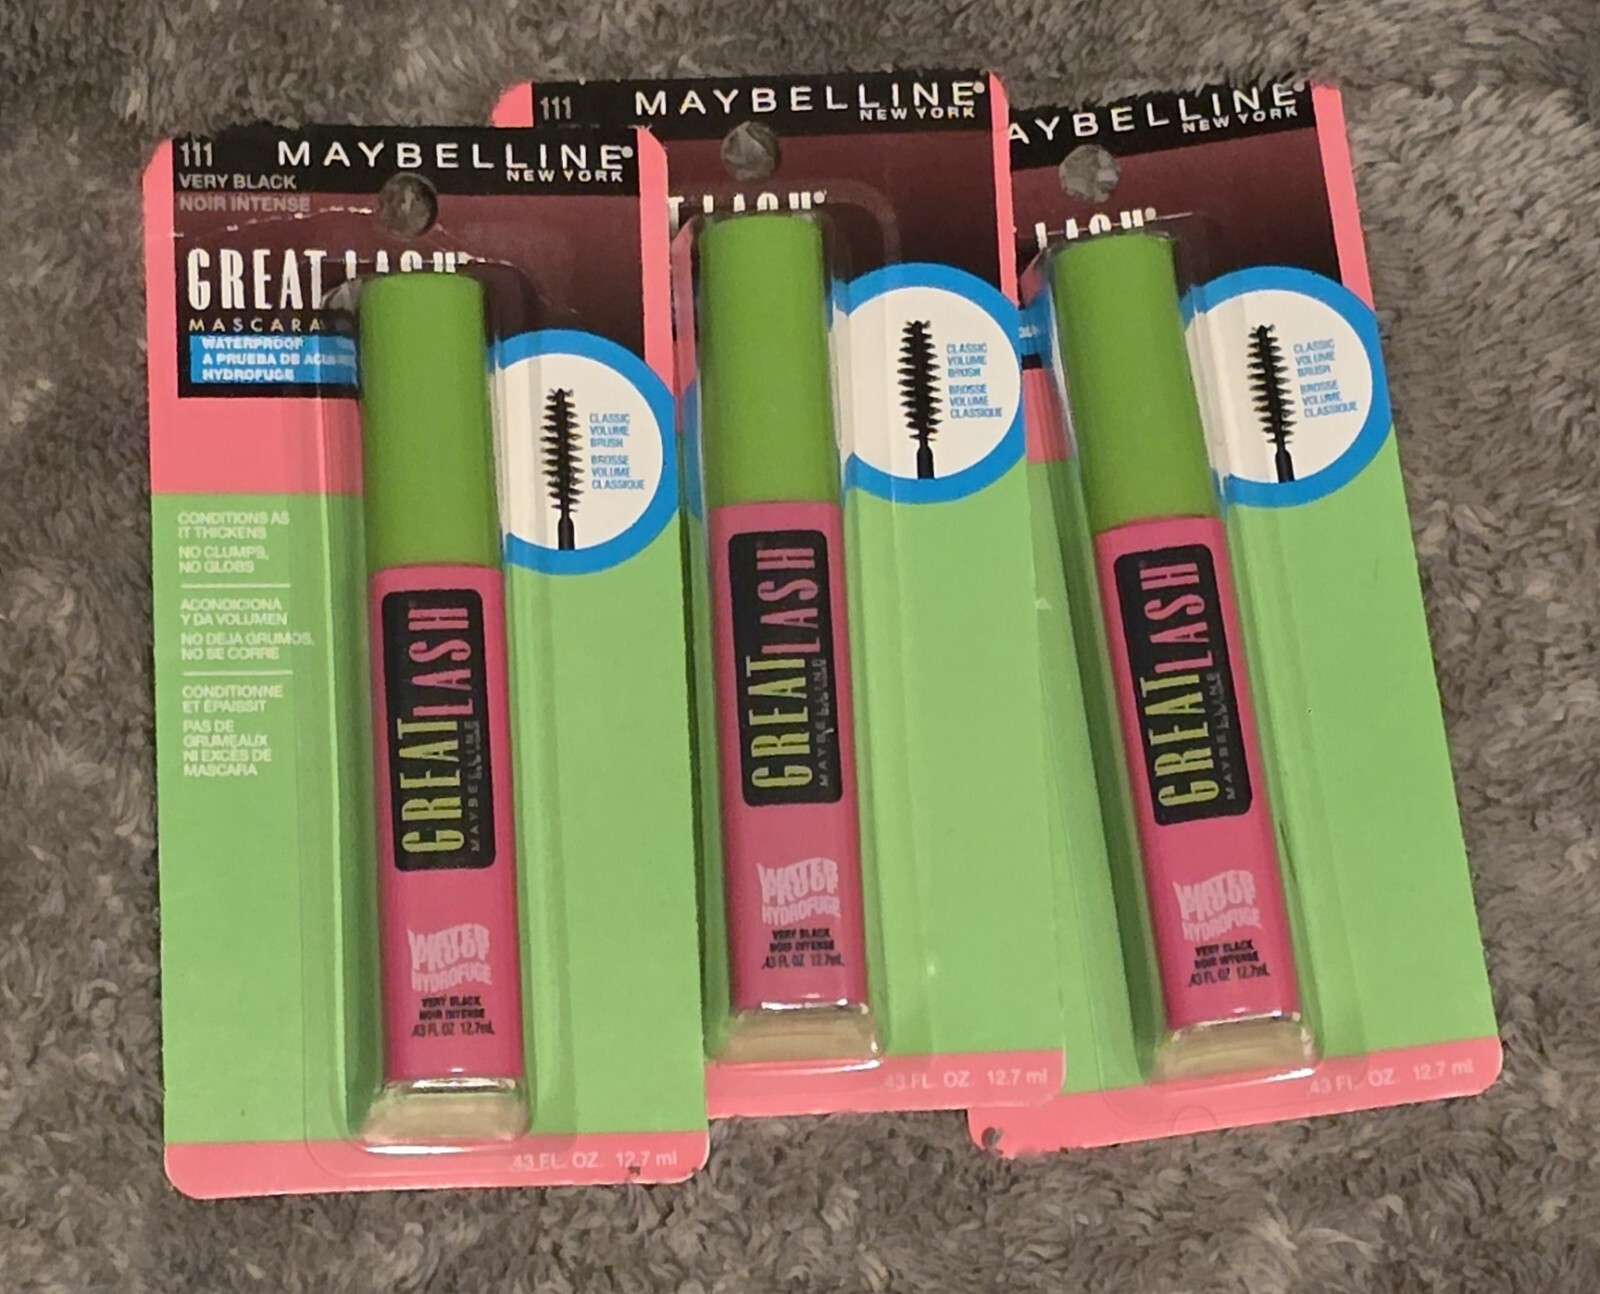 111
MAYBELLINE
NEW YORK
VERY BLACK
NOIR INTENSE
GREAT LASH
MASCARA
WATERPROOF
A PRUEBA DE AGUA
HYDROFUGE
CLASSIC
VOLUME
BRUSH
BROSSE
VOLUME
CLASSIQUE
CONDITIONS AS
IT THICKENS
NO CLUMPS,
NO GLOBS
ACONDICIONA
Y DA VOLUMEN
NO DEJA GRUMOS,
NO SE CORRE
CONDITIONNE
ET ÉPAISSIT
PAS DE
GRUMEAUX
NI EXCÈS DE
MASCARA
GREAT LASH
MAYBELLINE
WATER
PROOF
HYDROFUGE
VERY BLACK
NOIR INTENSE
.43 FL OZ 12.7mL
.43 FL. OZ. 12.7 ml
111
MAYBELLINE
NEW YORK
LASH
CLASSIC
VOLUME
BRUSH
BROSSE
VOLUME
CLASSIQUE
GREAT LASH
MAYBELLINE
WATER
PROOF
HYDROFUGE
VERY BLACK
NOIR INTENSE
.43 FL OZ 12.7mL
.43 FL. OZ. 12.7 ml
AYBELLINE
NEW YORK
LASH
CLASSIC
VOLUME
BRUSH
BROSSE
VOLUME
CLASSIQUE
GREAT LASH
MAYBELLINE
WATER
PROOF
HYDROFUGE
VERY BLACK
NOIR INTENSE
.43 FL OZ 12.7mL
.43 FL. OZ. 12.7 ml